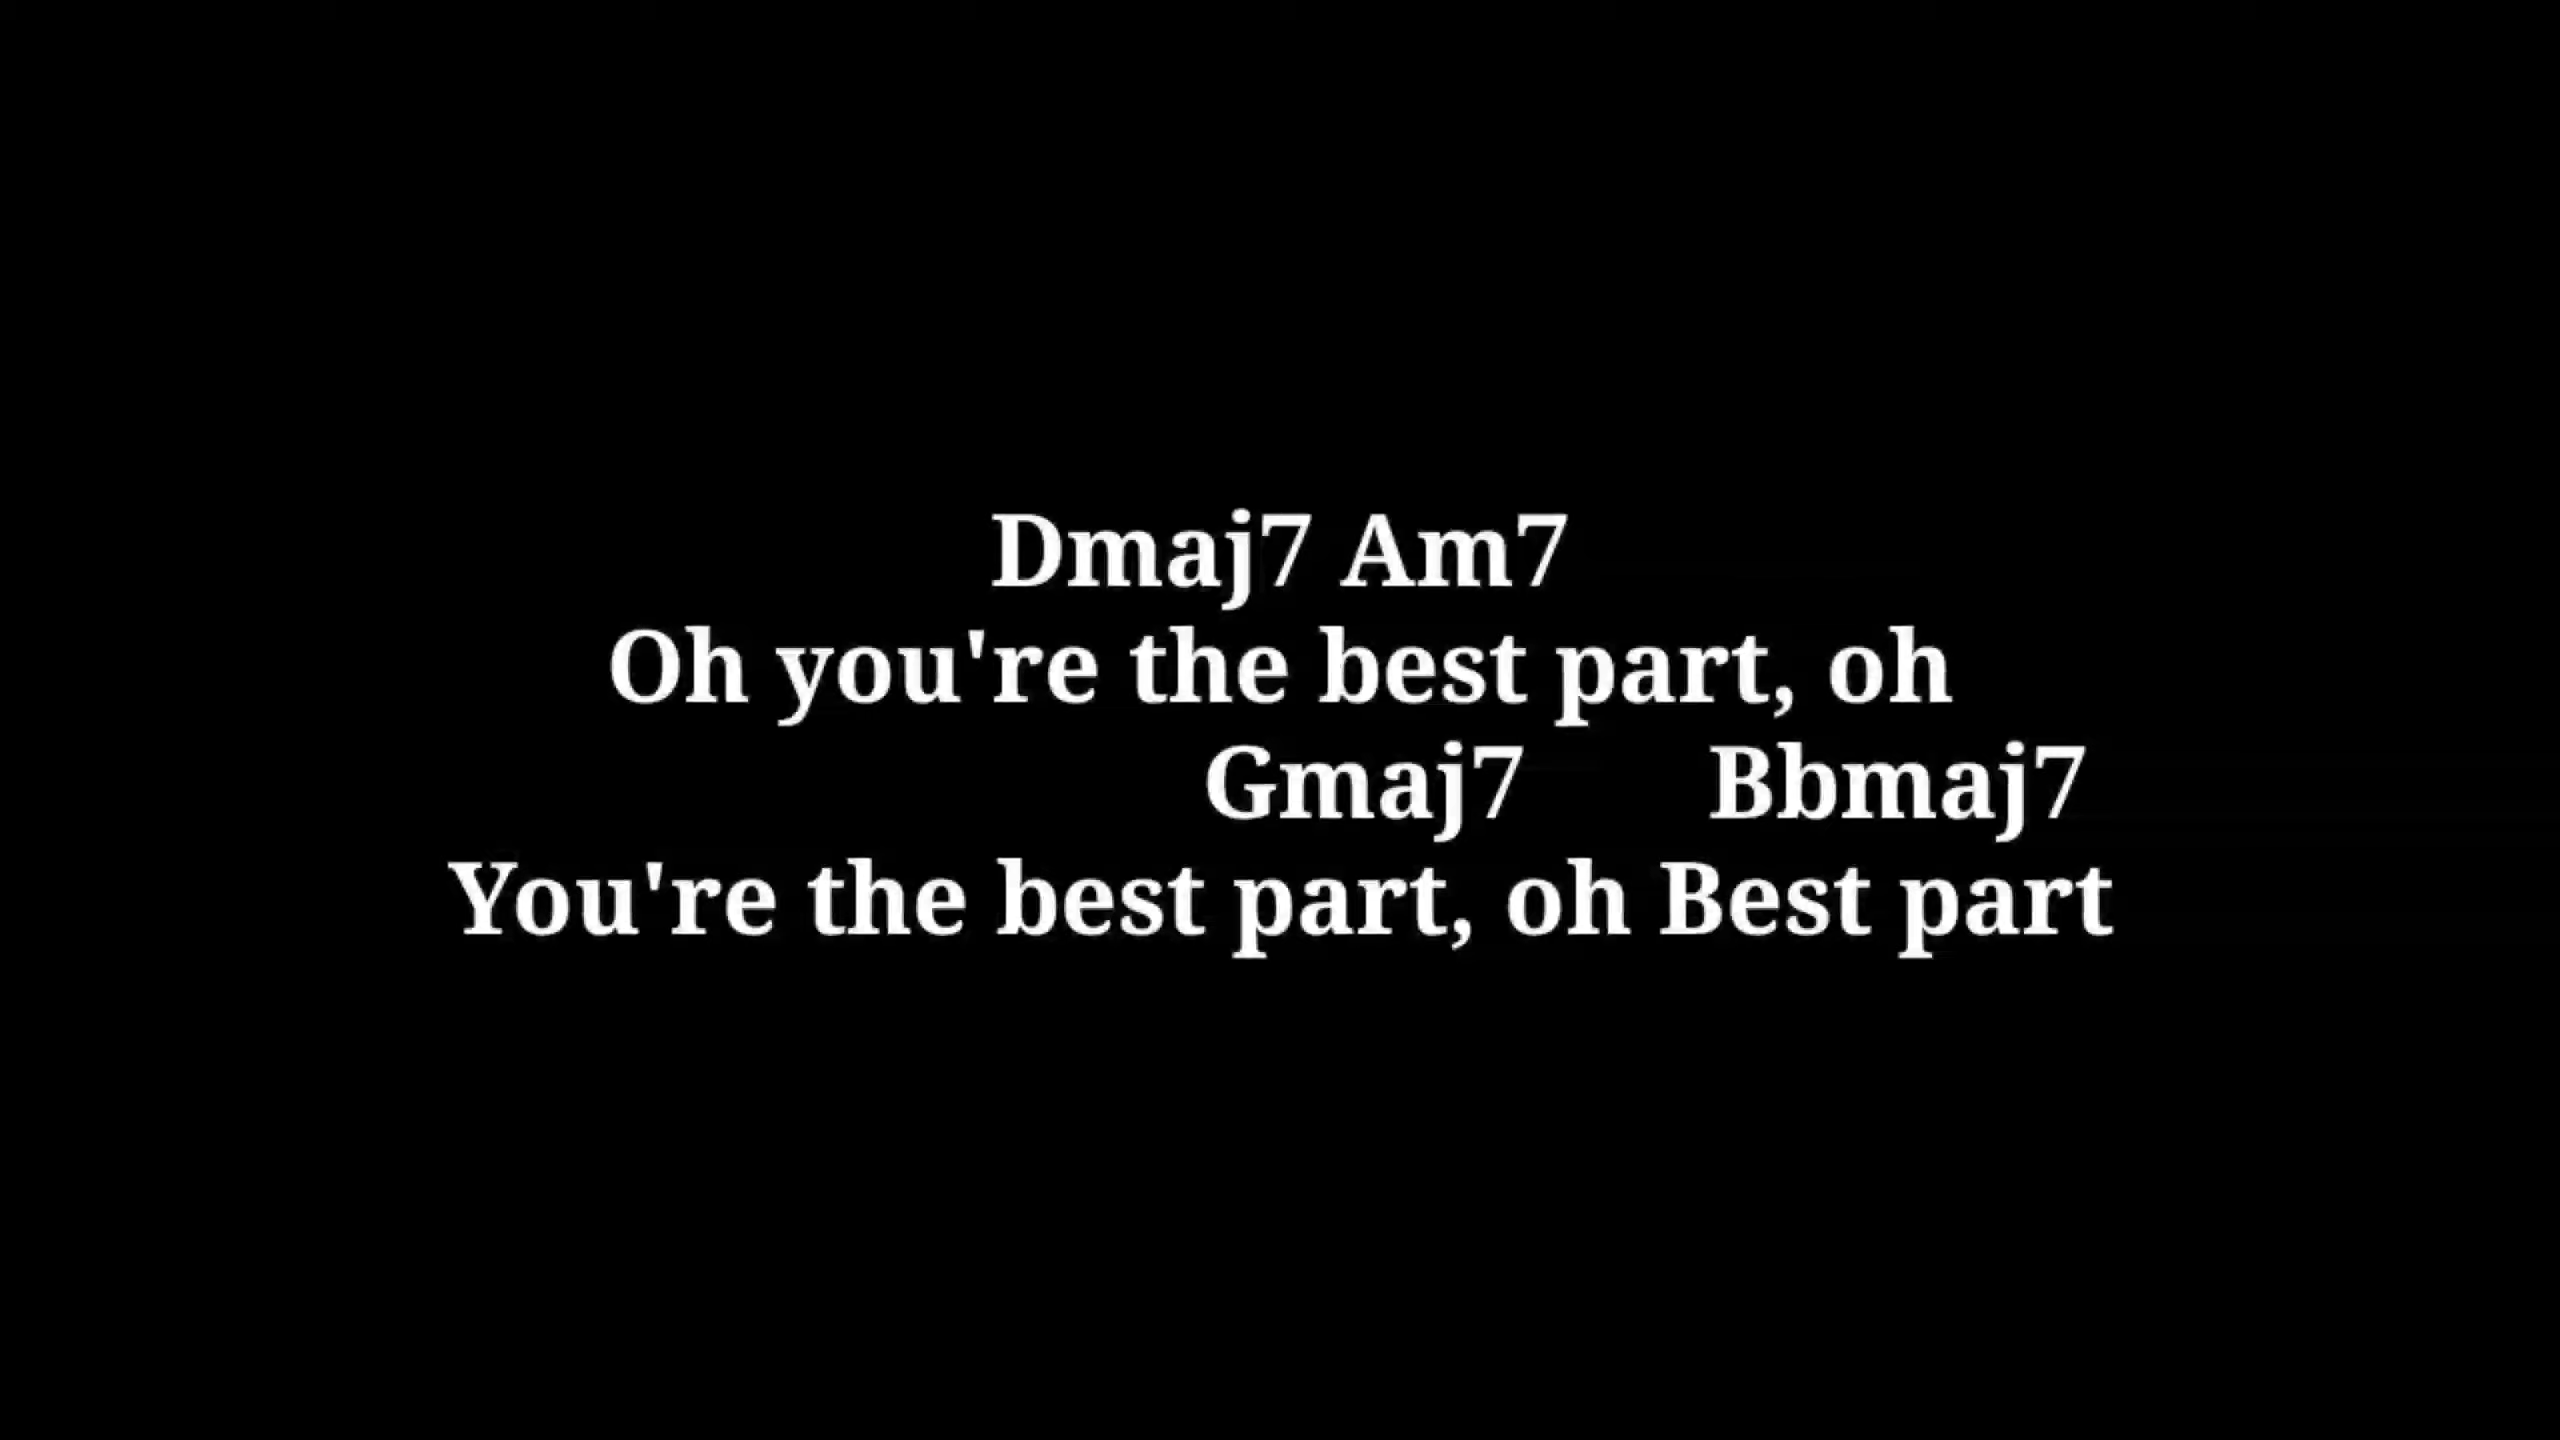 Dmaj7 Am7
Oh you're the best part, oh
Gmaj7 Bbmaj7
You're the best part, oh Best part